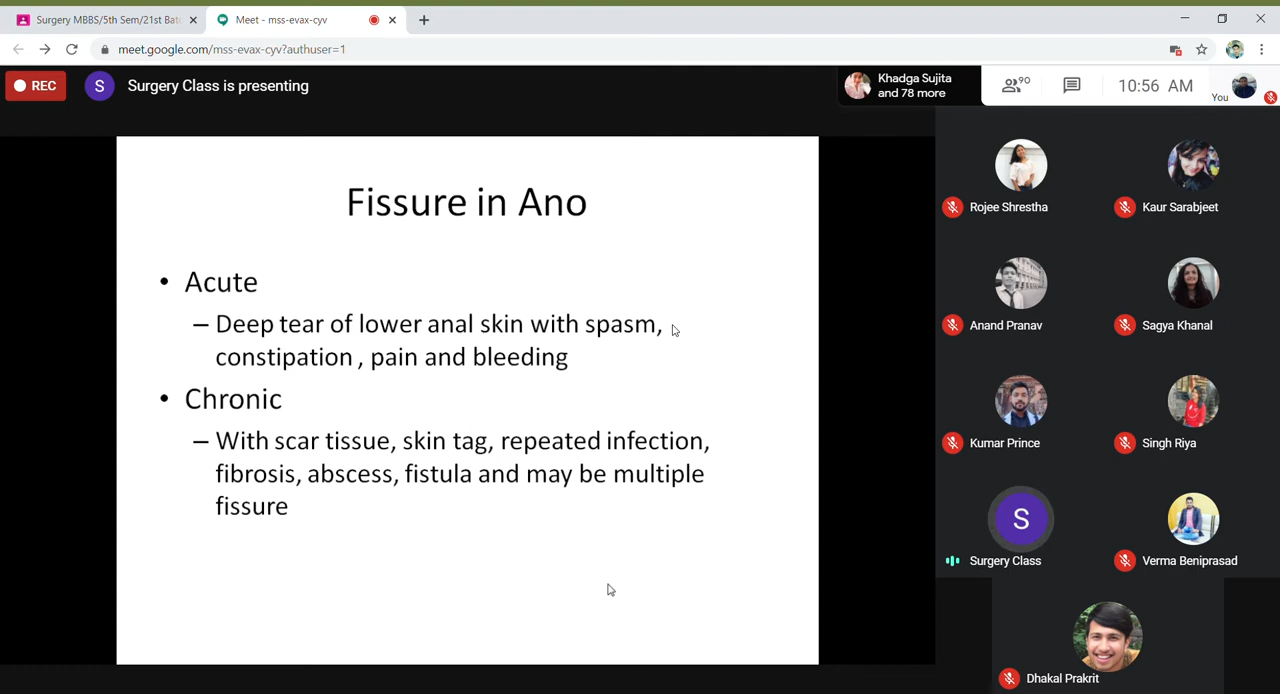 Surgery MBBS/5th Sem/21st Bat
Meet - mss-evax-cyv
meet.google.com/mss-evax-cyv?authuser=1
REC
S
Surgery Class is presenting
Khadga Sujita
and 78 more
90
10:56 AM
You
Fissure in Ano
• Acute
– Deep tear of lower anal skin with spasm,
constipation , pain and bleeding
• Chronic
– With scar tissue, skin tag, repeated infection,
fibrosis, abscess, fistula and may be multiple
fissure
Rojee Shrestha
Kaur Sarabjeet
Anand Pranav
Sagya Khanal
Kumar Prince
Singh Riya
S
Surgery Class
Verma Beniprasad
Dhakal Prakrit